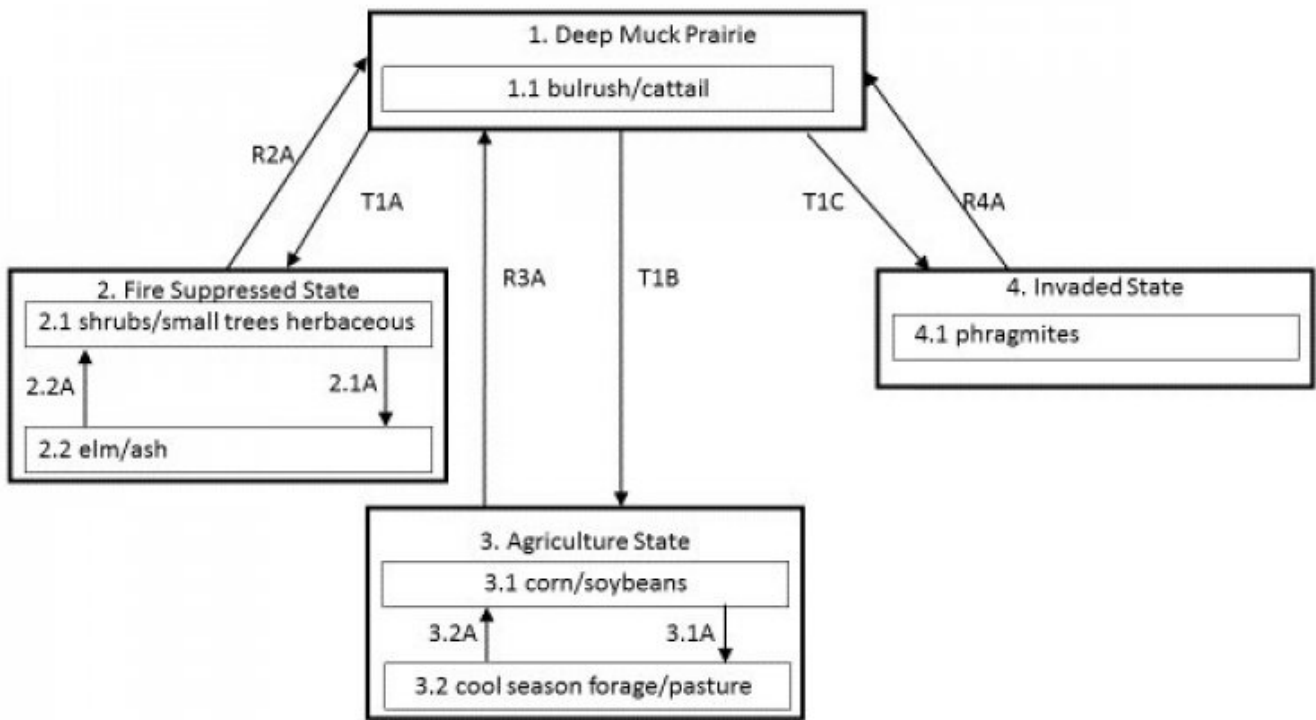 1. Deep Muck Prairie
1.1 bulrush/cattail
R2A
T1A
R3A
T1B
T1C
R4A
2. Fire Suppressed State
2.1 shrubs/small trees herbaceous
2.2A
2.1A
2.2 elm/ash
4. Invaded State
4.1 phragmites
3. Agriculture State
3.1 corn/soybeans
3.2A
3.1A
3.2 cool season forage/pasture